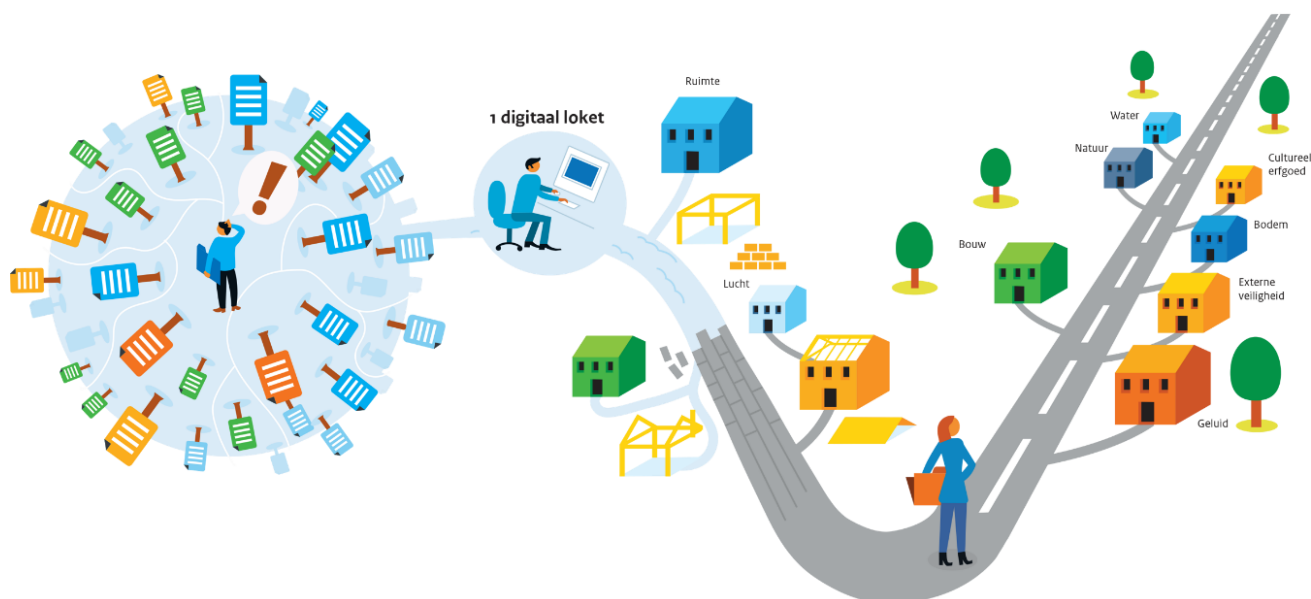 1 digitaal loket
Ruimte
Lucht
Bouw
Natuur
Water
Cultureel
erfgoed
Bodem
Externe
veiligheid
Geluid